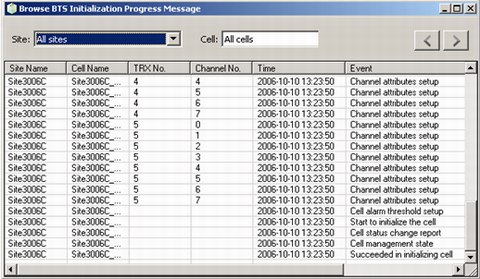 Browse BTS Initialization Progress Message
Site: All sites Cell: All cells
Site Name Cell Name TRX No. Channel No. Time Event
Site3006C Site3006C_... 4 4 2006-10-10 13:23:50 Channel attributes setup
Site3006C Site3006C_... 4 5 2006-10-10 13:23:50 Channel attributes setup
Site3006C Site3006C_... 4 6 2006-10-10 13:23:50 Channel attributes setup
Site3006C Site3006C_... 4 7 2006-10-10 13:23:50 Channel attributes setup
Site3006C Site3006C_... 5 0 2006-10-10 13:23:50 Channel attributes setup
Site3006C Site3006C_... 5 1 2006-10-10 13:23:50 Channel attributes setup
Site3006C Site3006C_... 5 2 2006-10-10 13:23:50 Channel attributes setup
Site3006C Site3006C_... 5 3 2006-10-10 13:23:50 Channel attributes setup
Site3006C Site3006C_... 5 4 2006-10-10 13:23:50 Channel attributes setup
Site3006C Site3006C_... 5 5 2006-10-10 13:23:50 Channel attributes setup
Site3006C Site3006C_... 5 6 2006-10-10 13:23:50 Channel attributes setup
Site3006C Site3006C_... 5 7 2006-10-10 13:23:50 Channel attributes setup
Site3006C Site3006C_... 2006-10-10 13:23:50 Cell alarm threshold setup
Site3006C Site3006C_... 2006-10-10 13:23:50 Start to initialize the cell
Site3006C Site3006C_... 2006-10-10 13:23:50 Cell status change report
Site3006C Site3006C_... 2006-10-10 13:23:50 Cell management state
Site3006C Site3006C_... 2006-10-10 13:23:50 Succeeded in initializing cell